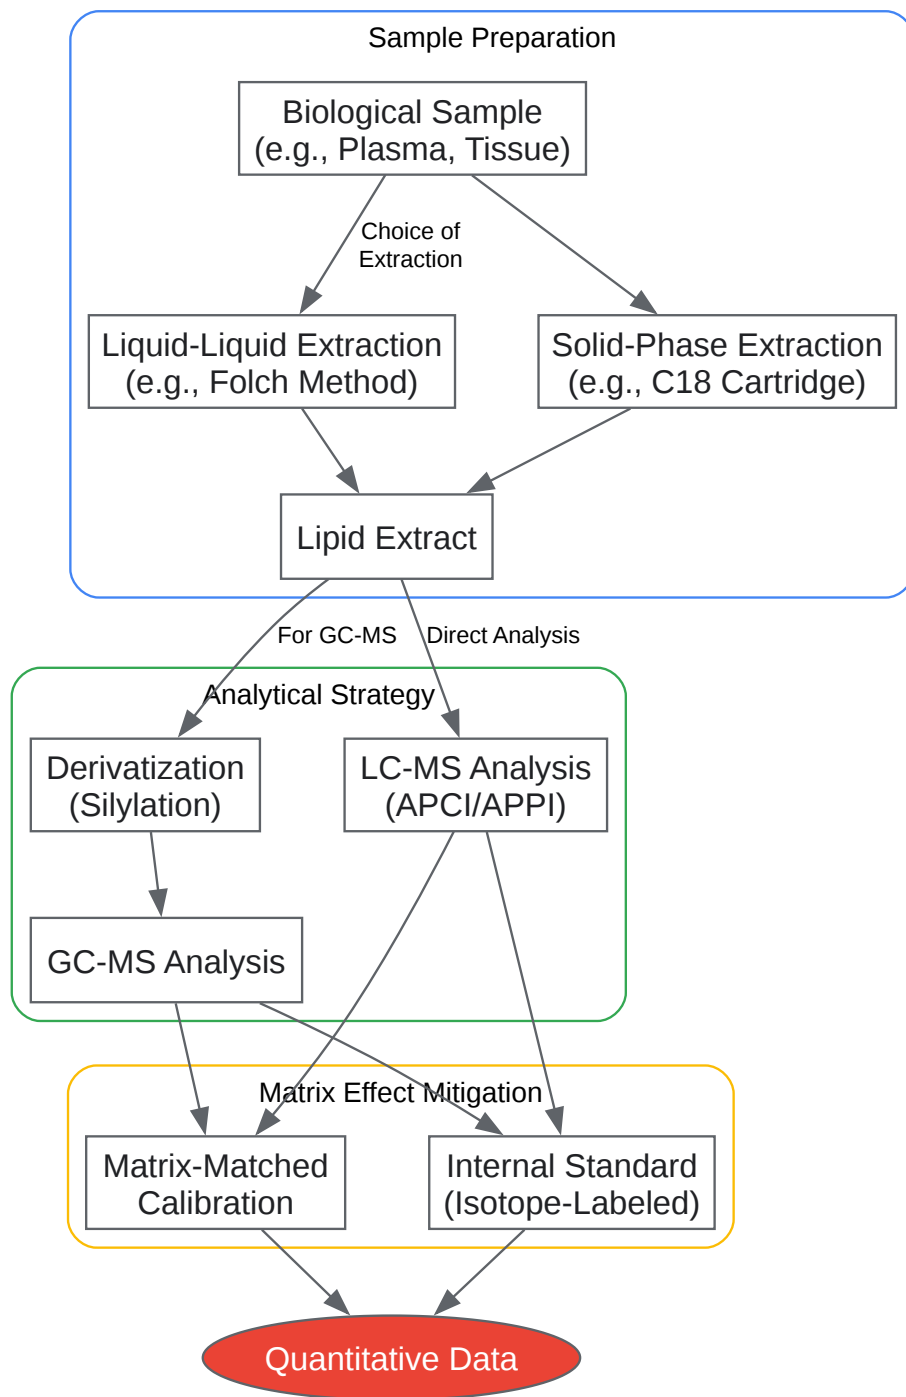 Sample Preparation
Biological Sample
(e.g., Plasma, Tissue)
Choice of
Extraction
Liquid-Liquid Extraction
(e.g., Folch Method)
Solid-Phase Extraction
(e.g., C18 Cartridge)
Lipid Extract
For GC-MS
Direct Analysis
Analytical Strategy
Derivatization
(Silylation)
LC-MS Analysis
(APCI/APPI)
GC-MS Analysis
Matrix Effect Mitigation
Matrix-Matched
Calibration
Internal Standard
(Isotope-Labeled)
Quantitative Data